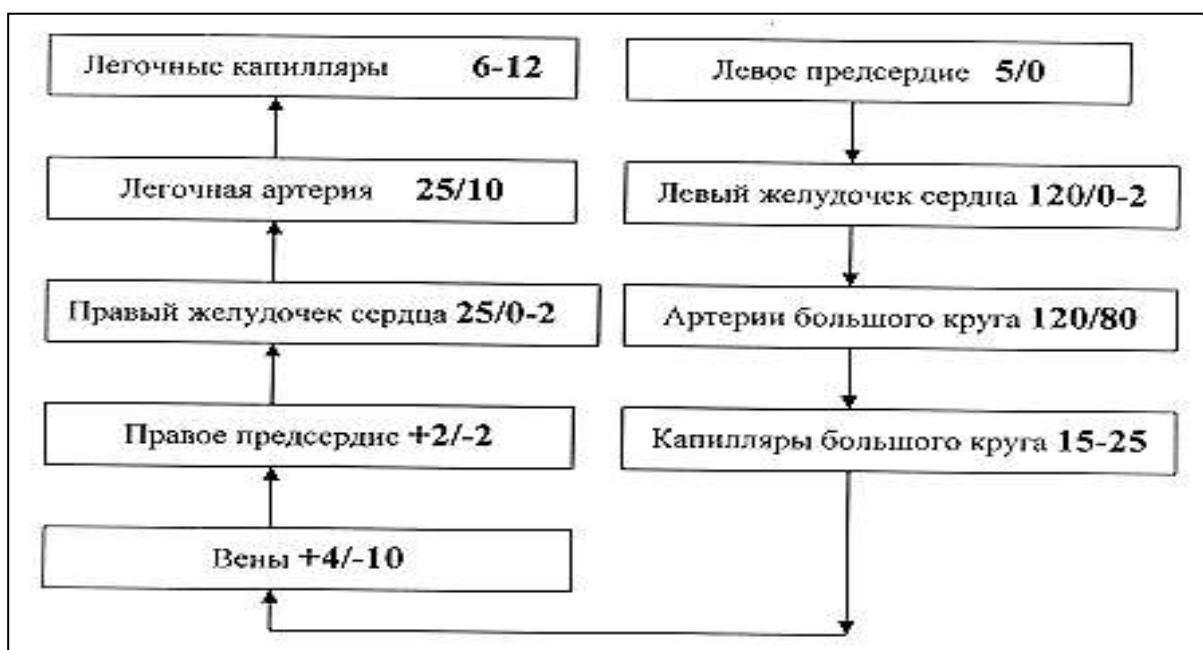 Легочные капилляры 6-12
Левое предсердие 5/0
Легочная артерия 25/10
Левый желудочек сердца 120/0-2
Правый желудочек сердца 25/0-2
Артерии большого круга 120/80
Правое предсердие +2/-2
Капилляры большого круга 15-25
Вены +4/-10